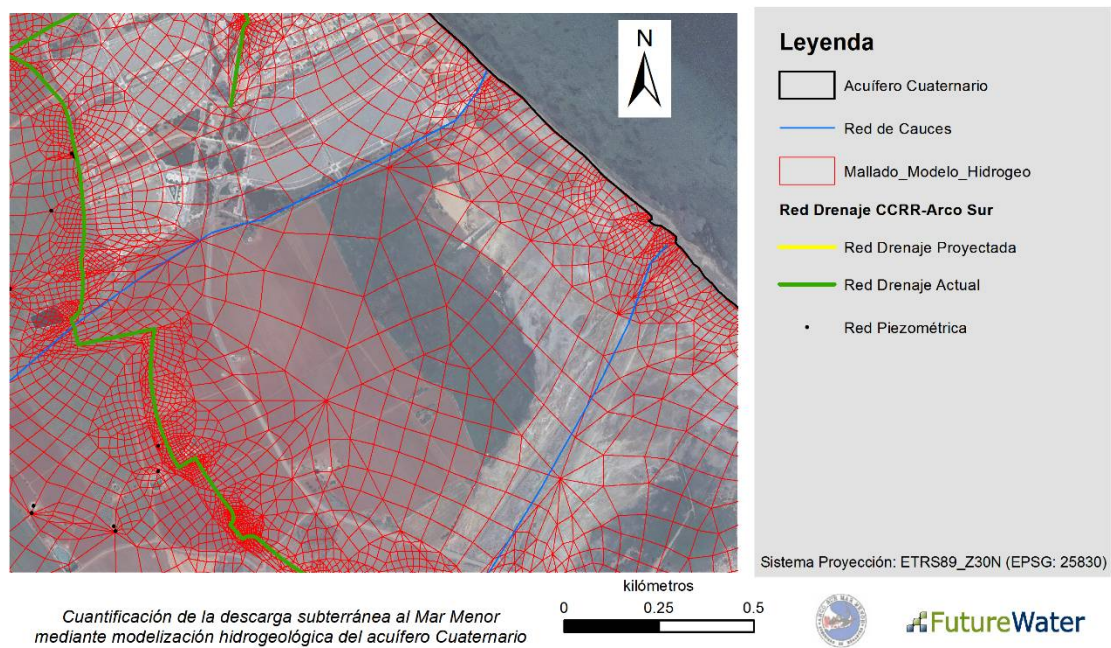 N
Leyenda
Acuífero Cuaternario
Red de Cauces
Mallado_Modelo_Hidrogeo
Red Drenaje CCRR-Arco Sur
Red Drenaje Proyectada
Red Drenaje Actual
Red Piezométrica
Sistema Proyección: ETRS89_Z30N (EPSG: 25830)
kilómetros
0 0.25 0.5
Cuantificación de la descarga subterránea al Mar Menor
mediante modelización hidrogeológica del acuífero Cuaternario
FutureWater